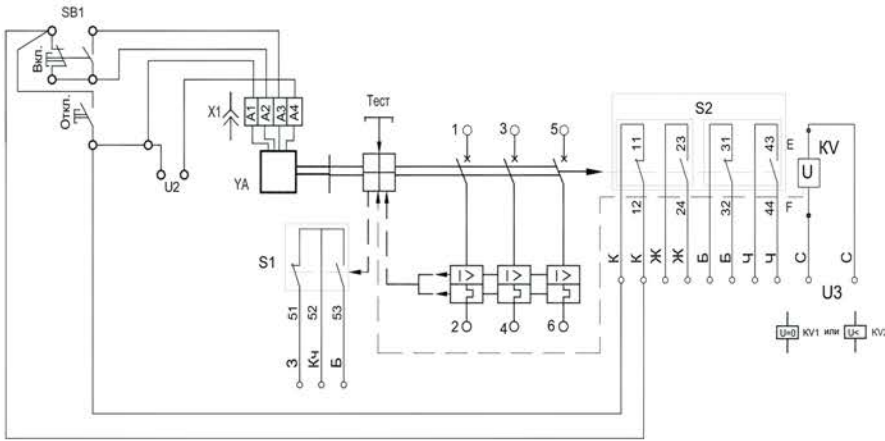 SB1
Вкл.
Откл.
X1
A1 A2 A3 A4
U2
YA
Тест
1 3 5
S2
11 23 31 43
E
KV
U
12 24 32 44
F
S1
I> I> I>
К К Ж Ж Б Б Ч Ч С С
51 52 53
2 4 6
U3
З Кч Б
U=0 KV1 или U< KV2